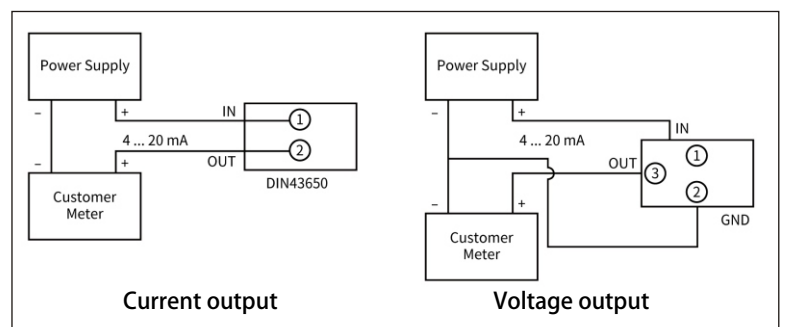 Power Supply
–
+
IN
1
4 ... 20 mA
2
OUT
–
+
DIN43650
Customer
Meter
Current output
Power Supply
–
+
IN
4 ... 20 mA
1
OUT
3
2
–
+
GND
Customer
Meter
Voltage output